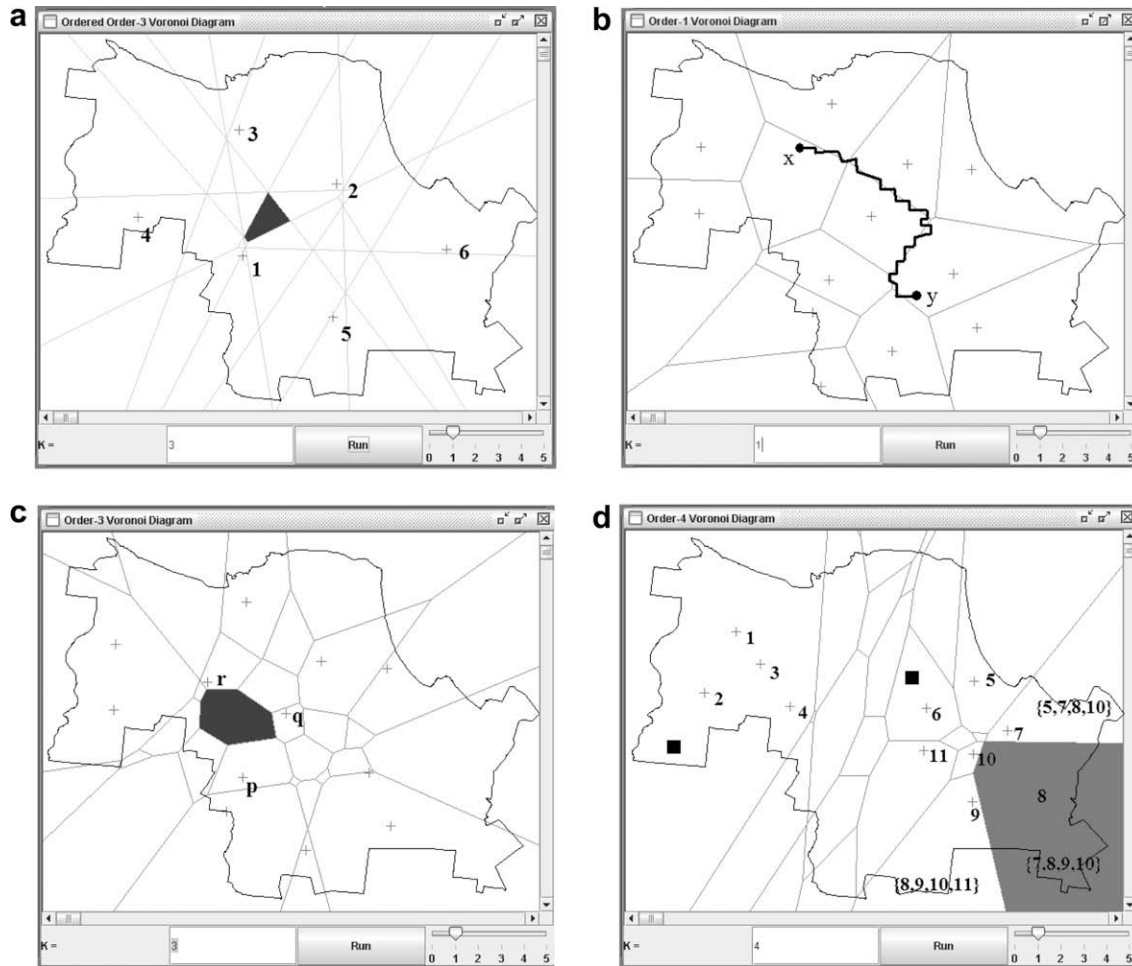 a
Ordered Order-3 Voronoi Diagram
3
2
4
6
1
5
K =
3
Run
0 1 2 3 4 5
b
Order-1 Voronoi Diagram
x
y
K =
1
Run
0 1 2 3 4 5
c
Order-3 Voronoi Diagram
r
q
p
K =
3
Run
0 1 2 3 4 5
d
Order-4 Voronoi Diagram
1
3
5
2
4
6
{5,7,8,10}
7
11
10
8
9
{7,8,9,10}
{8,9,10,11}
K =
4
Run
0 1 2 3 4 5